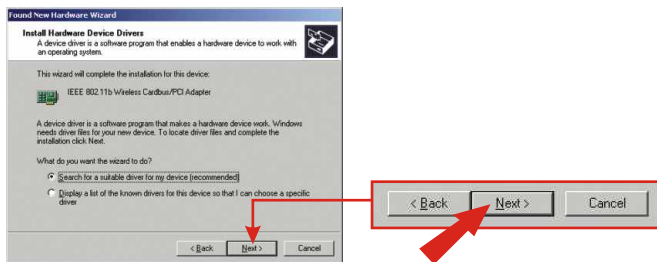 Found New Hardware Wizard
Install Hardware Device Drivers
A device driver is a software program that enables a hardware device to work with
an operating system.
This wizard will complete the installation for this device:
IEEE 802.11b Wireless Cardbus/PCI Adapter
A device driver is a software program that makes a hardware device work. Windows
needs driver files for your new device. To locate driver files and complete the
installation click Next.
What do you want the wizard to do?
Search for a suitable driver for my device (recommended)
Display a list of the known drivers for this device so that I can choose a specific
driver
< Back Next > Cancel
< Back Next > Cancel